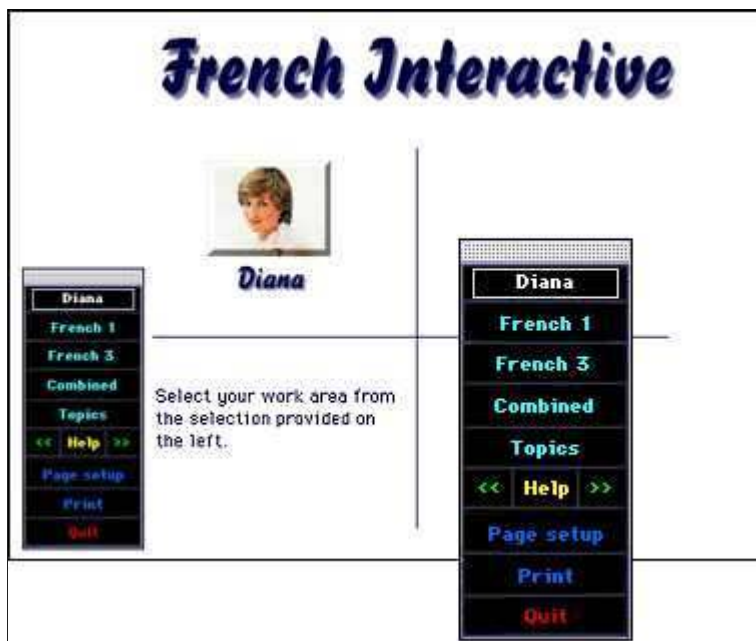 French Interactive
Diana
Diana
French 1
French 3
Combined
Topics
<< Help >>
Page setup
Print
Quit
Select your work area from
the selection provided on
the left.
Diana
French 1
French 3
Combined
Topics
<< Help >>
Page setup
Print
Quit